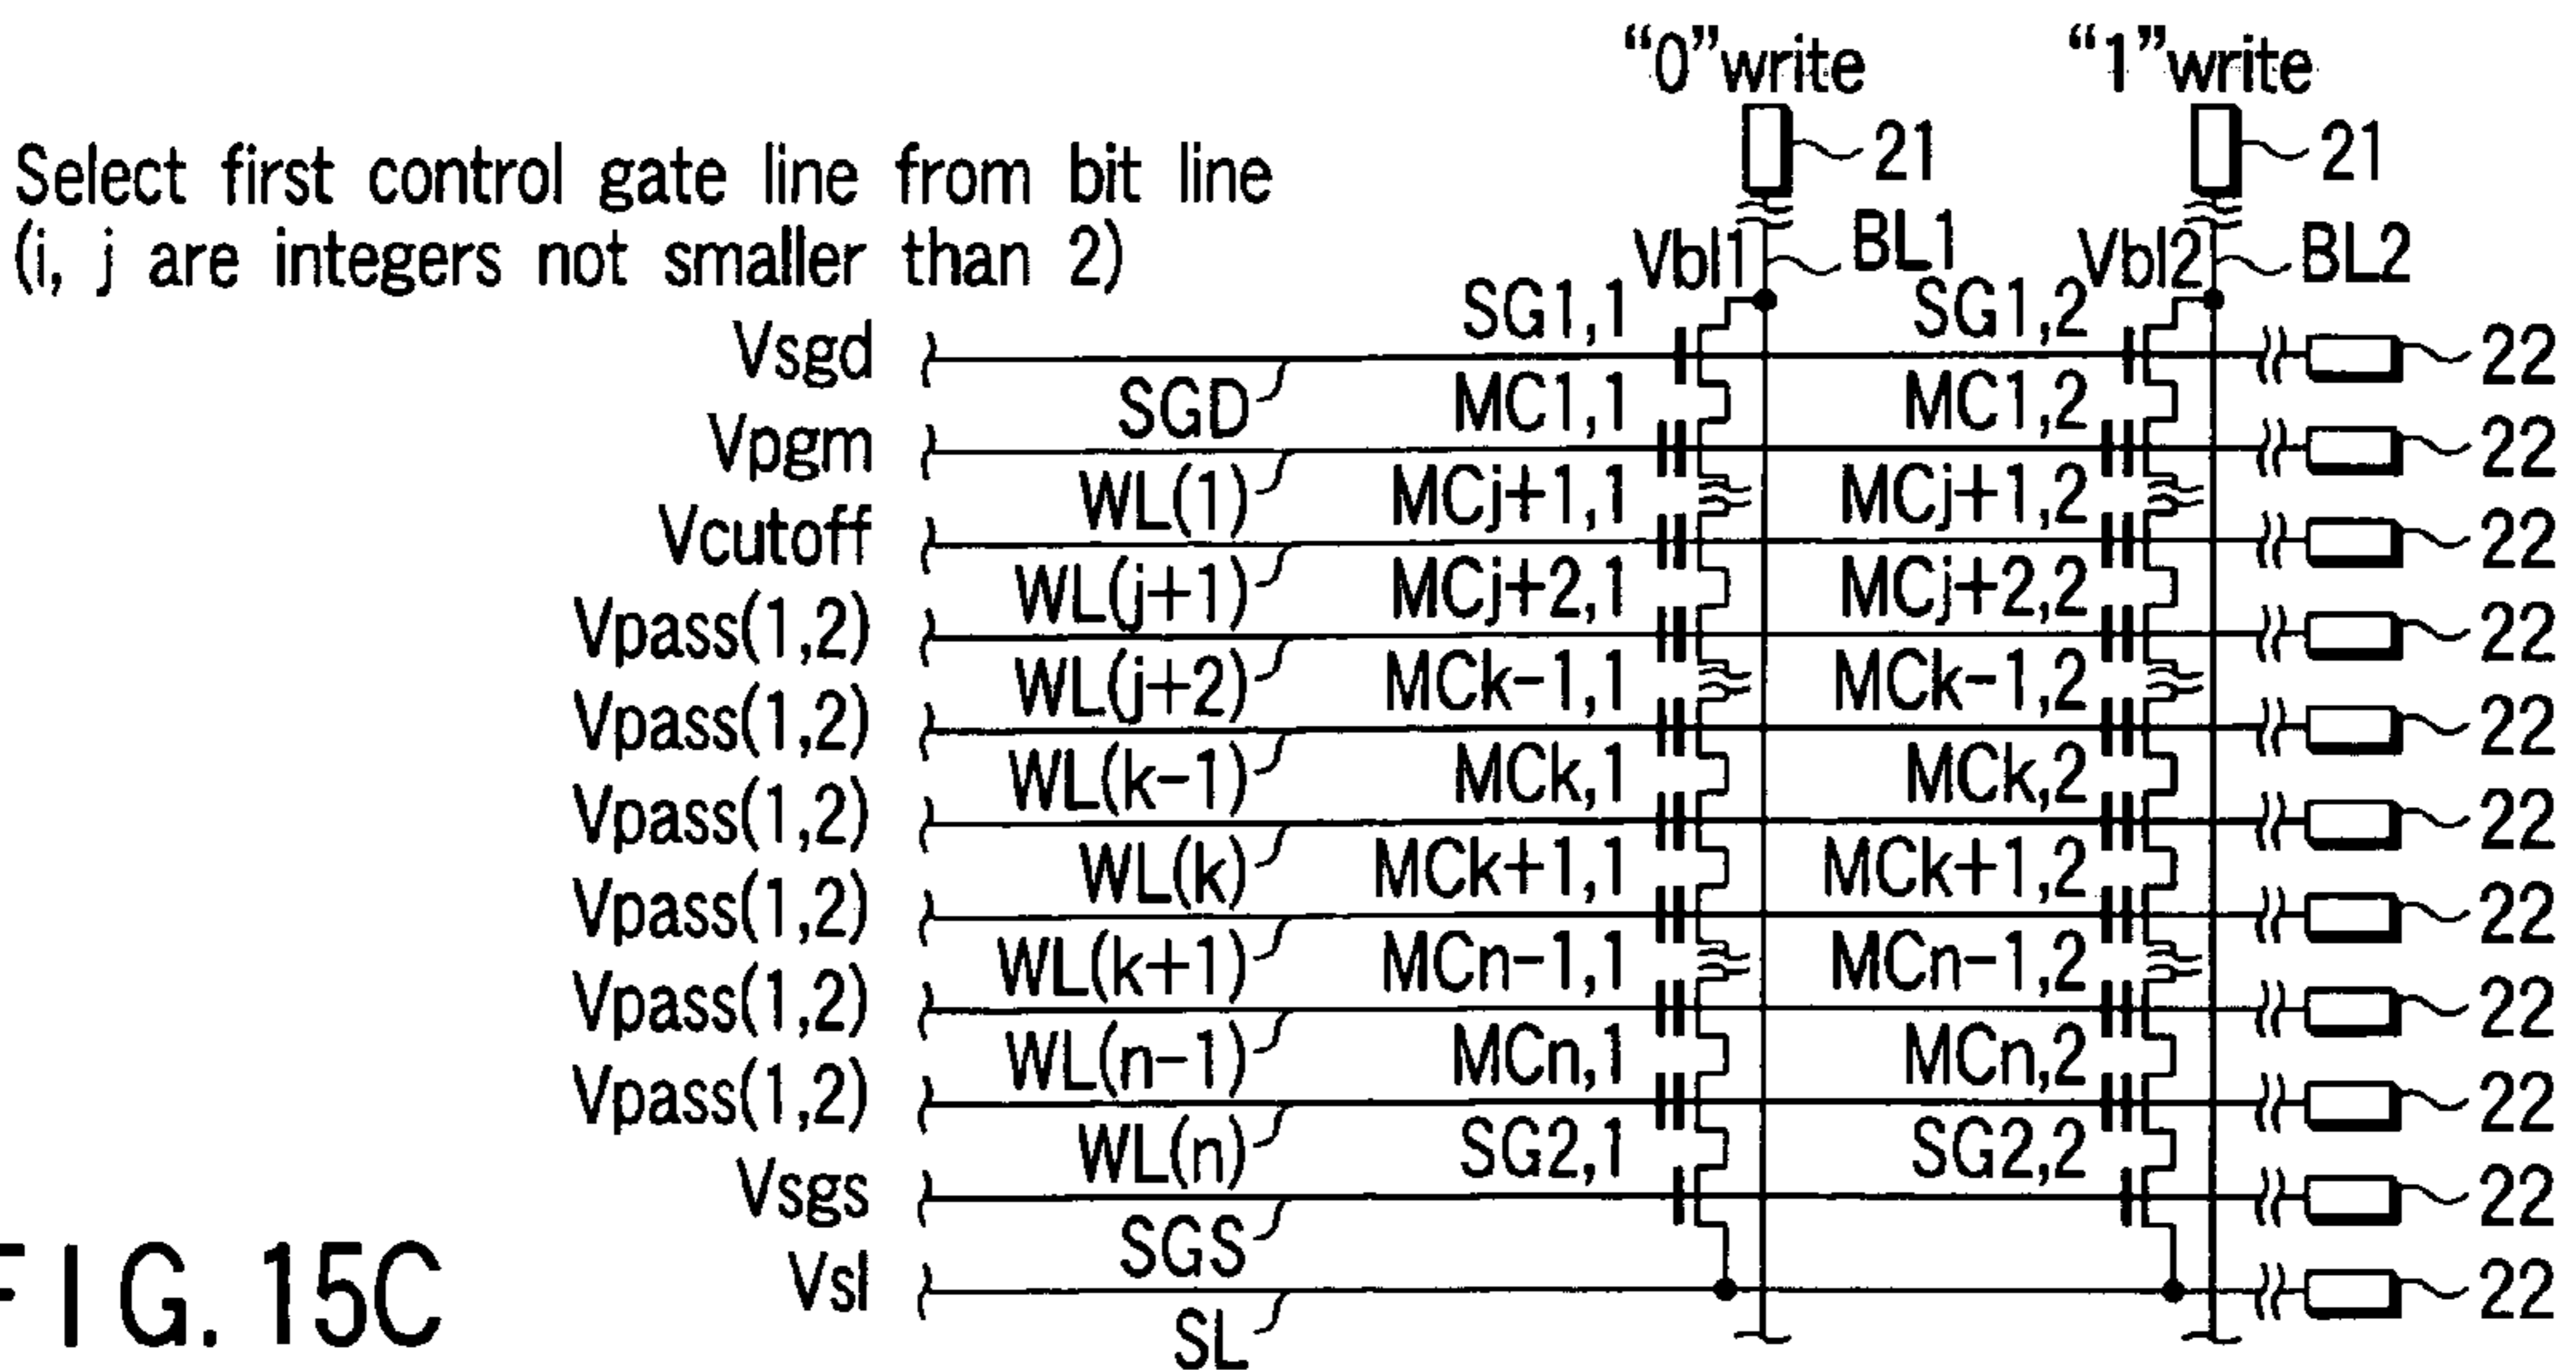 “0”write “1”write
21 21
Select first control gate line from bit line
(i, j are integers not smaller than 2)
Vbl1 BL1 Vbl2 BL2
SG1,1 SG1,2
Vsgd 22
SGD MC1,1 MC1,2
Vpgm 22
WL(1) MCj+1,1 MCj+1,2
Vcutoff 22
WL(j+1) MCj+2,1 MCj+2,2
Vpass(1,2) 22
WL(j+2) MCk-1,1 MCk-1,2
Vpass(1,2) 22
WL(k-1) MCk,1 MCk,2
Vpass(1,2) 22
WL(k) MCk+1,1 MCk+1,2
Vpass(1,2) 22
WL(k+1) MCn-1,1 MCn-1,2
Vpass(1,2) 22
WL(n-1) MCn,1 MCn,2
Vpass(1,2) 22
WL(n) SG2,1 SG2,2
Vsgs 22
SGS
Vsl 22
SL
FIG. 15C